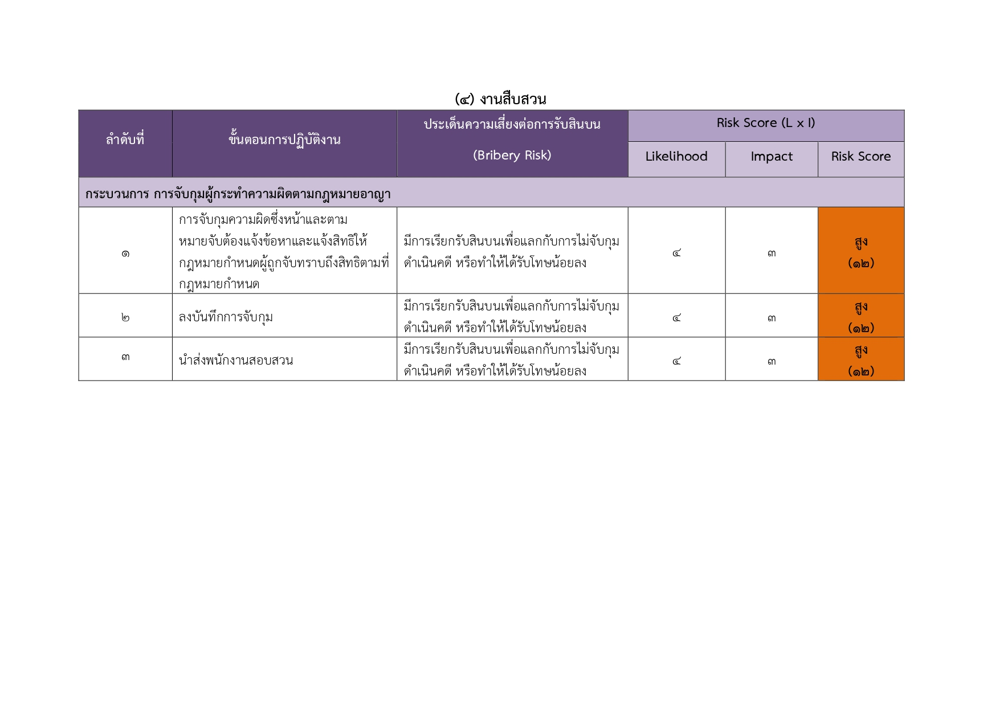 (๔) งานสืบสวน
ลำดับที่
ขั้นตอนการปฏิบัติงาน
ประเด็นความเสี่ยงต่อการรับสินบน
(Bribery Risk)
Risk Score (L x I)
Likelihood
Impact
Risk Score
กระบวนการ การจับกุมผู้กระทำความผิดตามกฎหมายอาญา
๑
การจับกุมความผิดซึ่งหน้าและตาม
หมายจับต้องแจ้งข้อหาและแจ้งสิทธิให้
กฎหมายกำหนดผู้ถูกจับทราบถึงสิทธิตามที่
กฎหมายกำหนด
มีการเรียกรับสินบนเพื่อแลกกับการไม่จับกุม
ดำเนินคดี หรือทำให้ได้รับโทษน้อยลง
๔
๓
สูง
(๑๒)
๒
ลงบันทึกการจับกุม
มีการเรียกรับสินบนเพื่อแลกกับการไม่จับกุม
ดำเนินคดี หรือทำให้ได้รับโทษน้อยลง
๔
๓
สูง
(๑๒)
๓
นำส่งพนักงานสอบสวน
มีการเรียกรับสินบนเพื่อแลกกับการไม่จับกุม
ดำเนินคดี หรือทำให้ได้รับโทษน้อยลง
๔
๓
สูง
(๑๒)